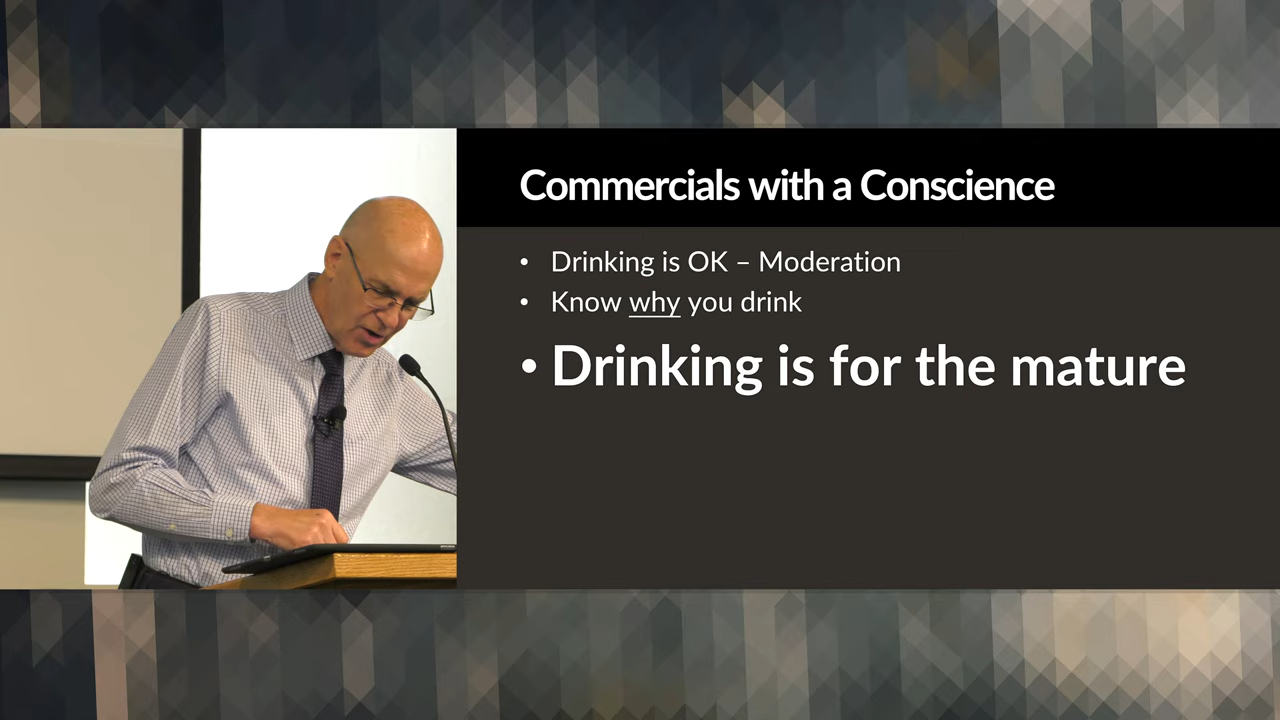 Commercials with a Conscience
• Drinking is OK – Moderation
• Know why you drink
• Drinking is for the mature